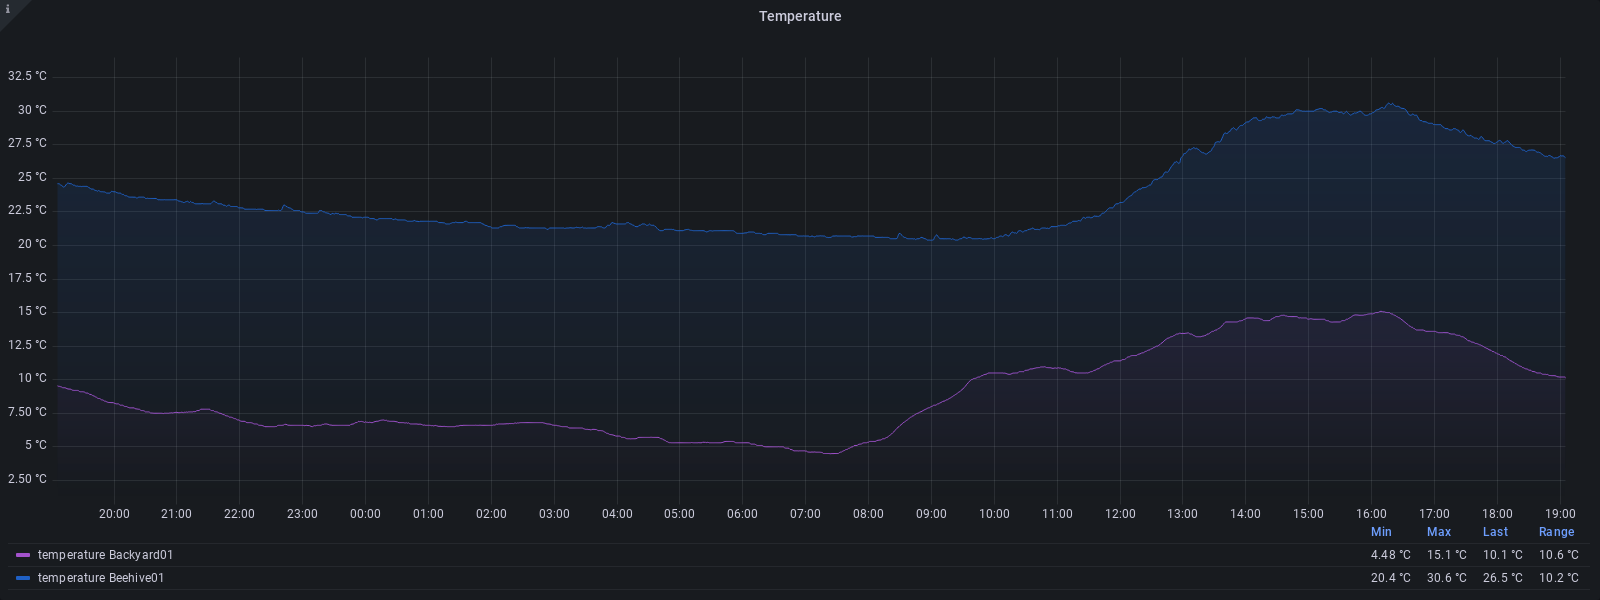 i
Temperature
32.5 °C
30 °C
27.5 °C
25 °C
22.5 °C
20 °C
17.5 °C
15 °C
12.5 °C
10 °C
7.50 °C
5 °C
2.50 °C
20:00 21:00 22:00 23:00 00:00 01:00 02:00 03:00 04:00 05:00 06:00 07:00 08:00 09:00 10:00 11:00 12:00 13:00 14:00 15:00 16:00 17:00 18:00 19:00
Min Max Last Range
temperature Backyard01 4.48 °C 15.1 °C 10.1 °C 10.6 °C
temperature Beehive01 20.4 °C 30.6 °C 26.5 °C 10.2 °C